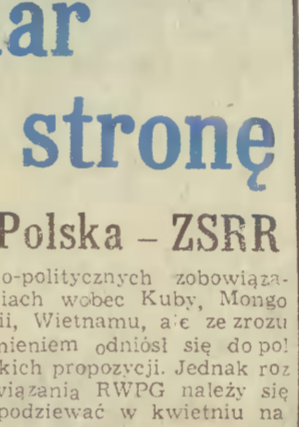 ar
stronę
Polska - ZSRR
o-politycznych zobowiąza-
iach wobec Kuby, Mongo
ii, Wietnamu, a e ze zrozu
nieniem odniósł się do pol
kich propozycji. Jednak roz
wiązania RWPG należy się
podziewać w kwietniu na